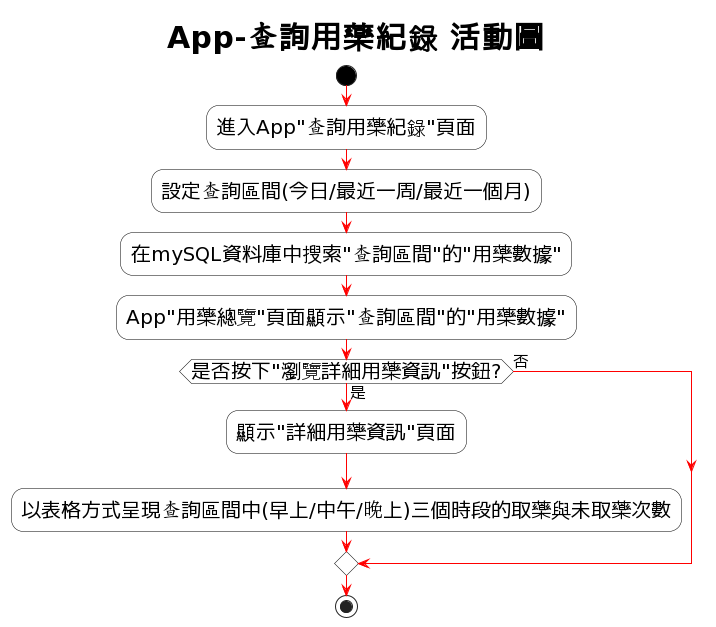 App-查詢用藥紀錄 活動圖
進入App"查詢用藥紀錄"頁面
設定查詢區間(今日/最近一周/最近一個月)
在mySQL資料庫中搜索"查詢區間"的"用藥數據"
App"用藥總覽"頁面顯示"查詢區間"的"用藥數據"
是否按下"瀏覽詳細用藥資訊"按鈕?
否
是
顯示"詳細用藥資訊"頁面
以表格方式呈現查詢區間中(早上/中午/晚上)三個時段的取藥與未取藥次數